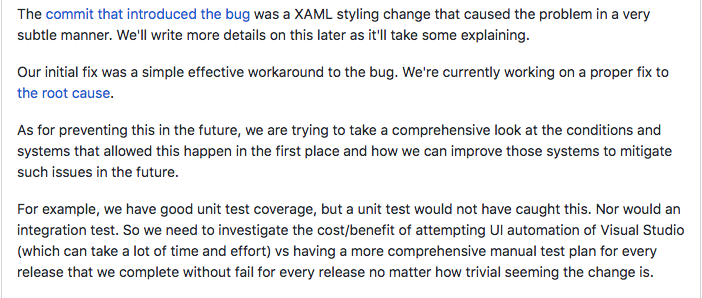 The commit that introduced the bug was a XAML styling change that caused the problem in a very
subtle manner. We'll write more details on this later as it'll take some explaining.
Our initial fix was a simple effective workaround to the bug. We're currently working on a proper fix to
the root cause.
As for preventing this in the future, we are trying to take a comprehensive look at the conditions and
systems that allowed this happen in the first place and how we can improve those systems to mitigate
such issues in the future.
For example, we have good unit test coverage, but a unit test would not have caught this. Nor would an
integration test. So we need to investigate the cost/benefit of attempting UI automation of Visual Studio
(which can take a lot of time and effort) vs having a more comprehensive manual test plan for every
release that we complete without fail for every release no matter how trivial seeming the change is.